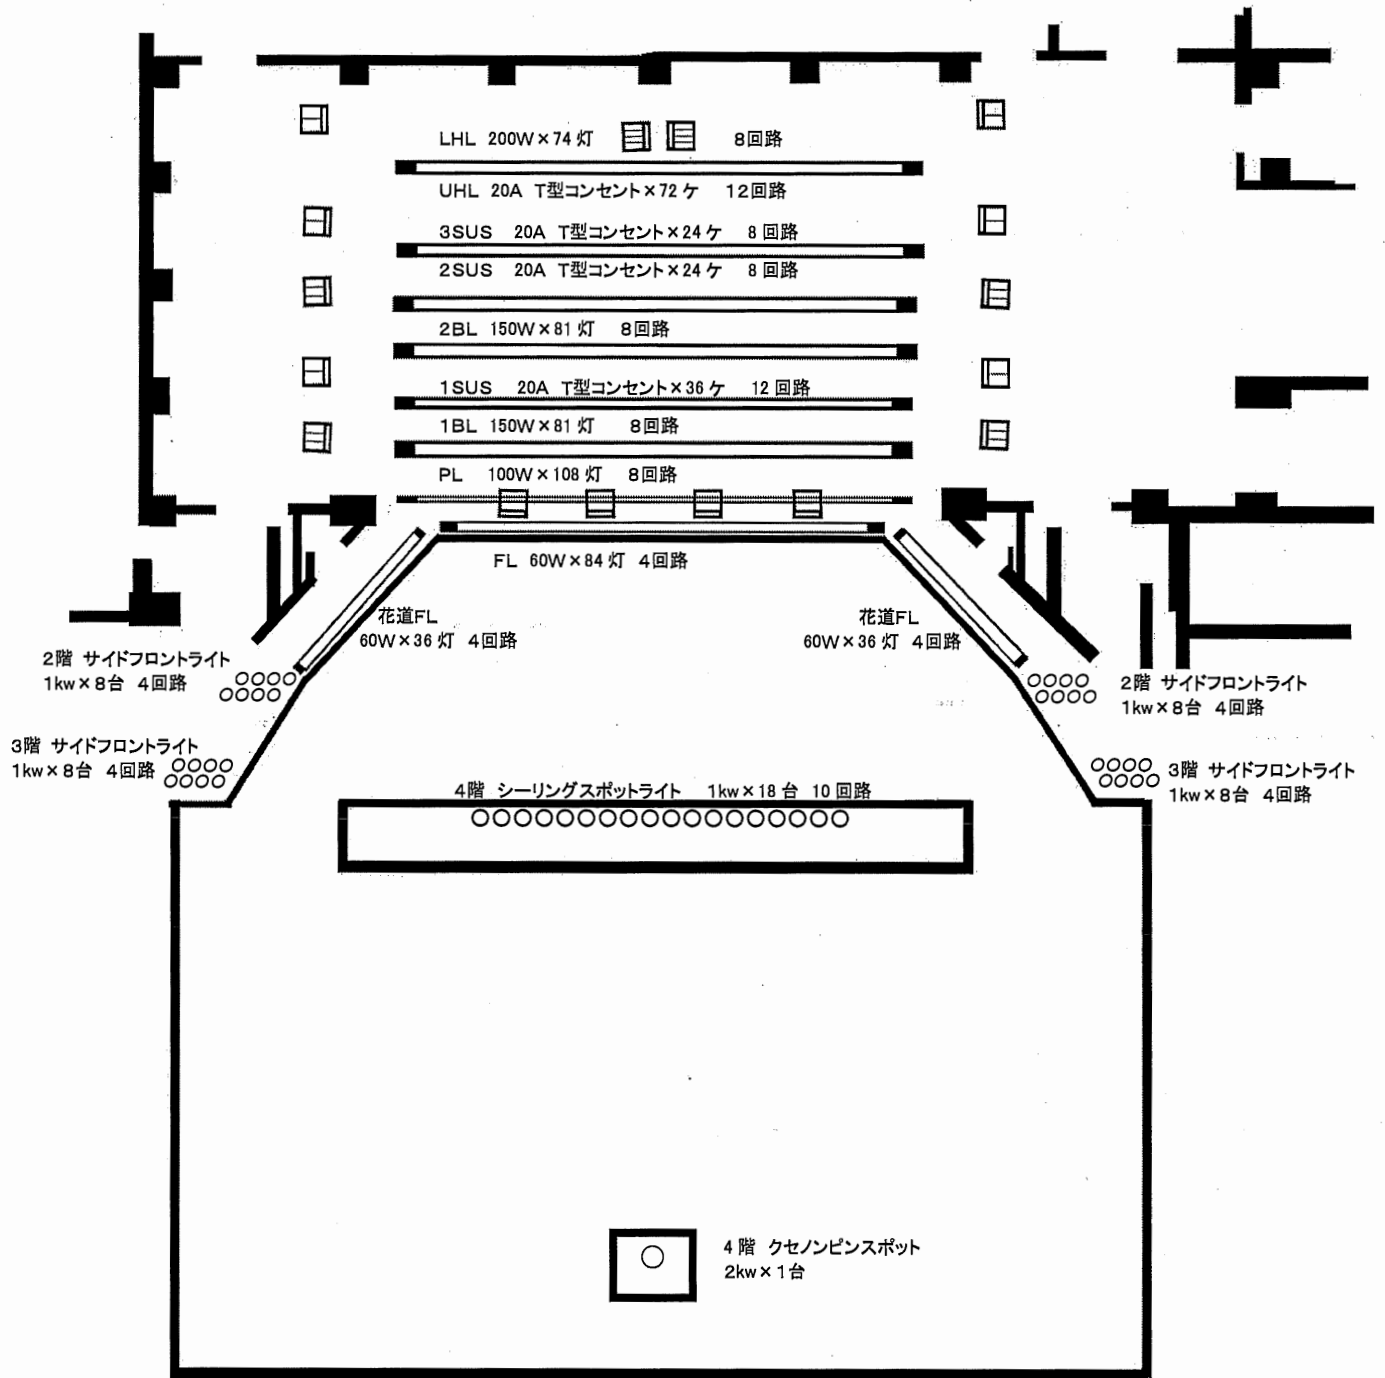 LHL 200W×74灯 8回路
UHL 20A T型コンセント×72ケ 12回路
3SUS 20A T型コンセント×24ケ 8回路
2SUS 20A T型コンセント×24ケ 8回路
2BL 150W×81灯 8回路
1SUS 20A T型コンセント×36ケ 12回路
1BL 150W×81灯 8回路
PL 100W×108灯 8回路
FL 60W×84灯 4回路
花道FL
60W×36灯 4回路
花道FL
60W×36灯 4回路
2階 サイドフロントライト
1kw×8台 4回路
2階 サイドフロントライト
1kw×8台 4回路
3階 サイドフロントライト
1kw×8台 4回路
3階 サイドフロントライト
1kw×8台 4回路
4階 シーリングスポットライト 1kw×18台 10回路
4階 クセノンピンスポット
2kw×1台